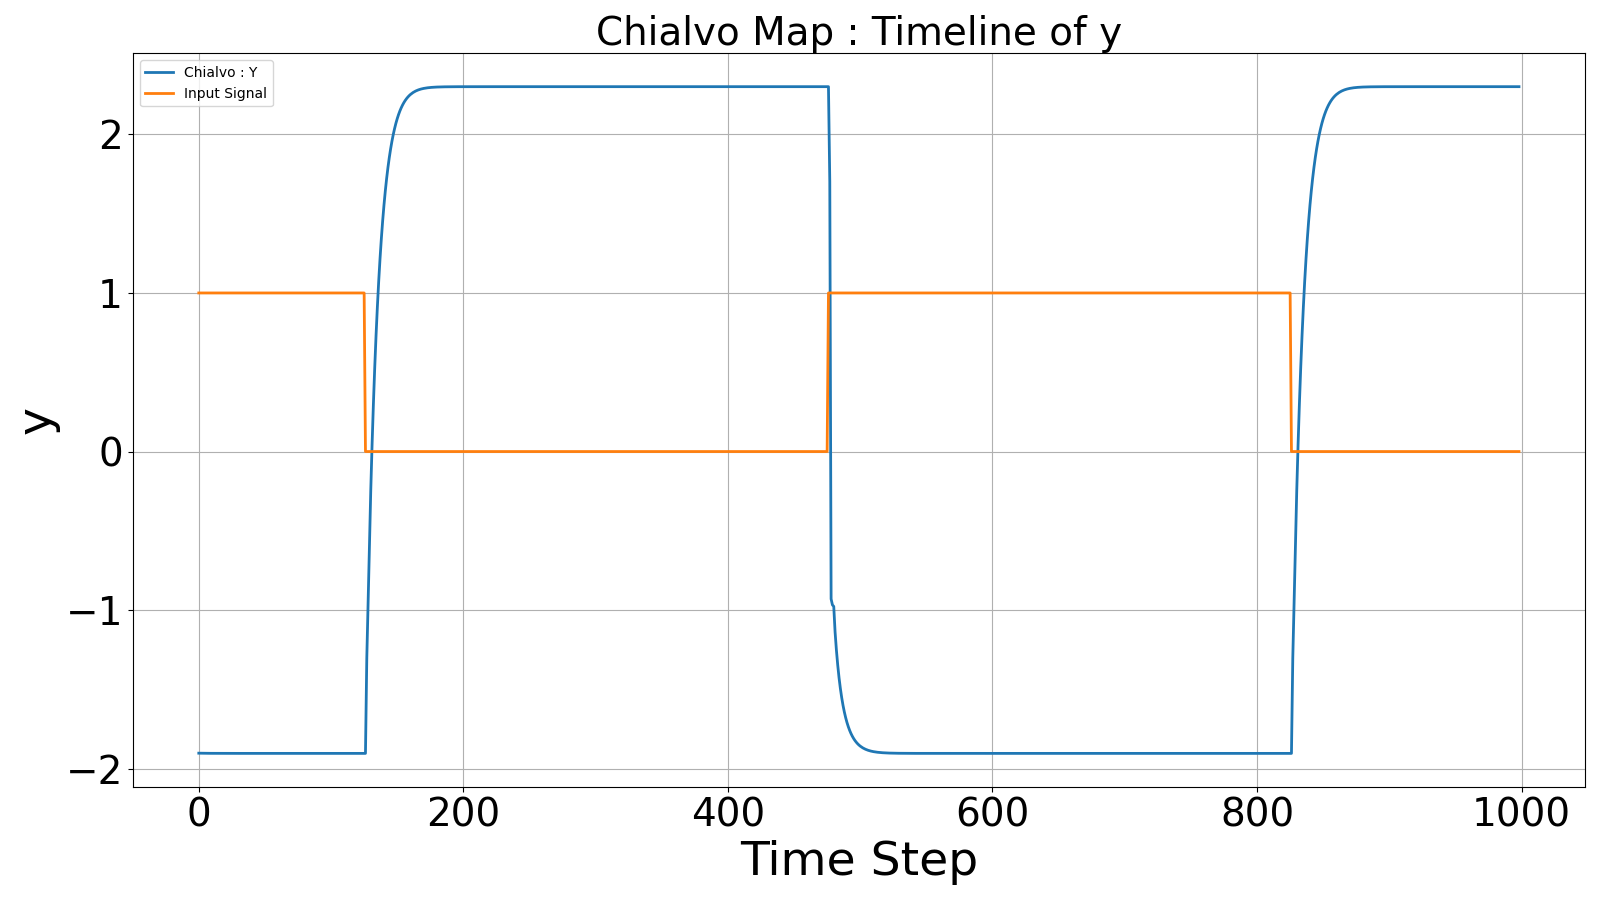 Chialvo Map : Timeline of y
Chialvo : Y
Input Signal
2
1
0
−1
−2
y
0 200 400 600 800 1000
Time Step